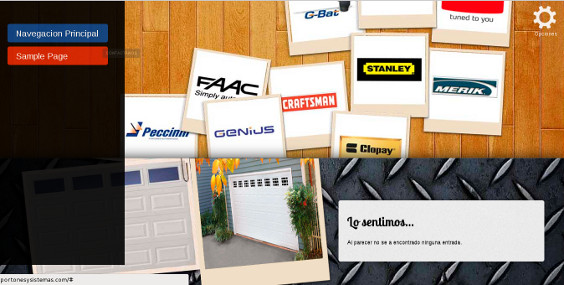 Navegacion Principal
Sample Page
G-Bat
tuned to you
Opciones
FAAC
Simply aut
CRAFTSMAN
STANLEY
MERIK
Peccinin
GENIUS
Clopay
Lo sentimos...
Al parecer no se a encontrado ninguna entrada.
portonesysistemas.com/#